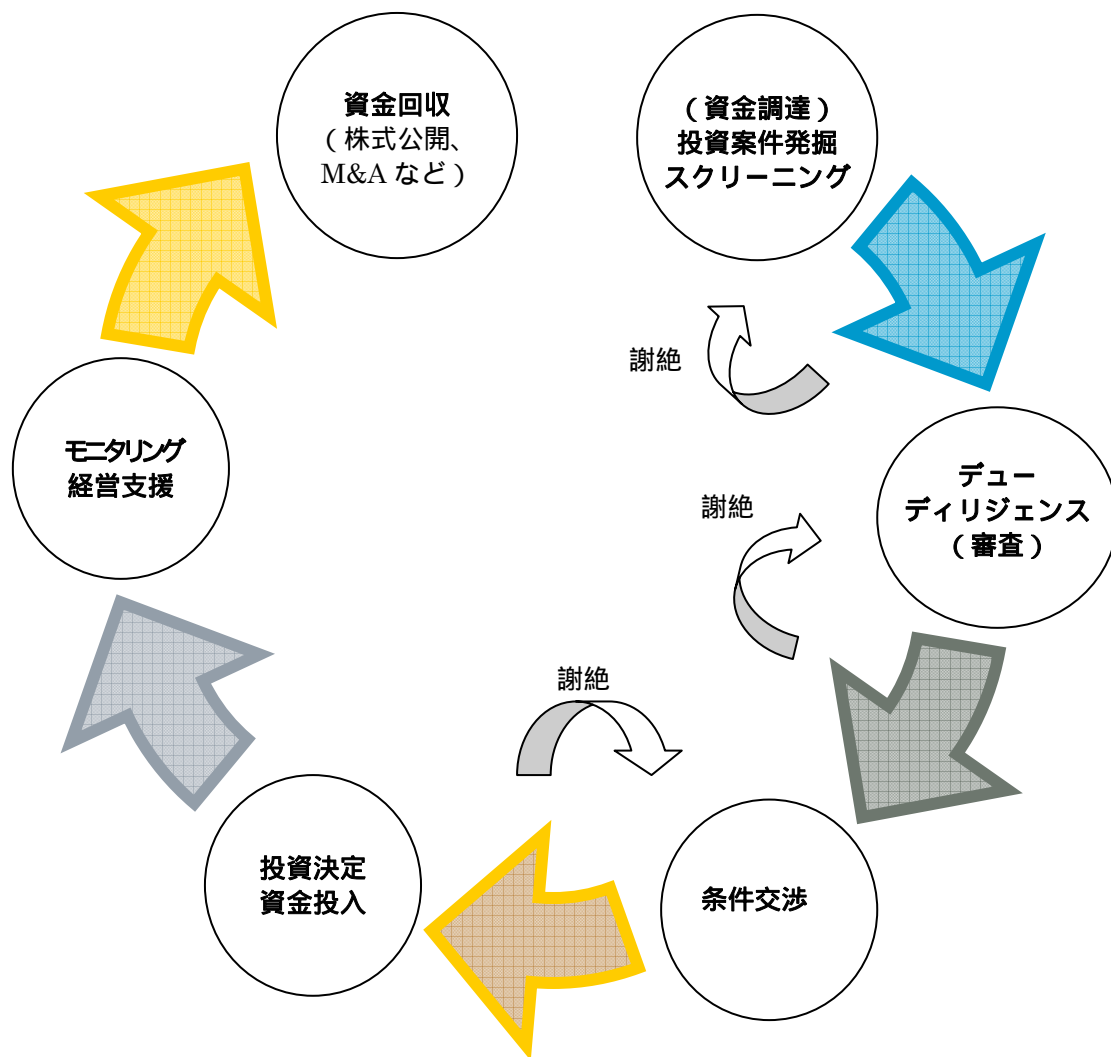 資金回収
（株式公開、
M&A など）
（資金調達）
投資案件発掘
スクリーニング
謝絶
デュー
ディリジェンス
（審査）
謝絶
条件交渉
謝絶
投資決定
資金投入
モニタリング
経営支援